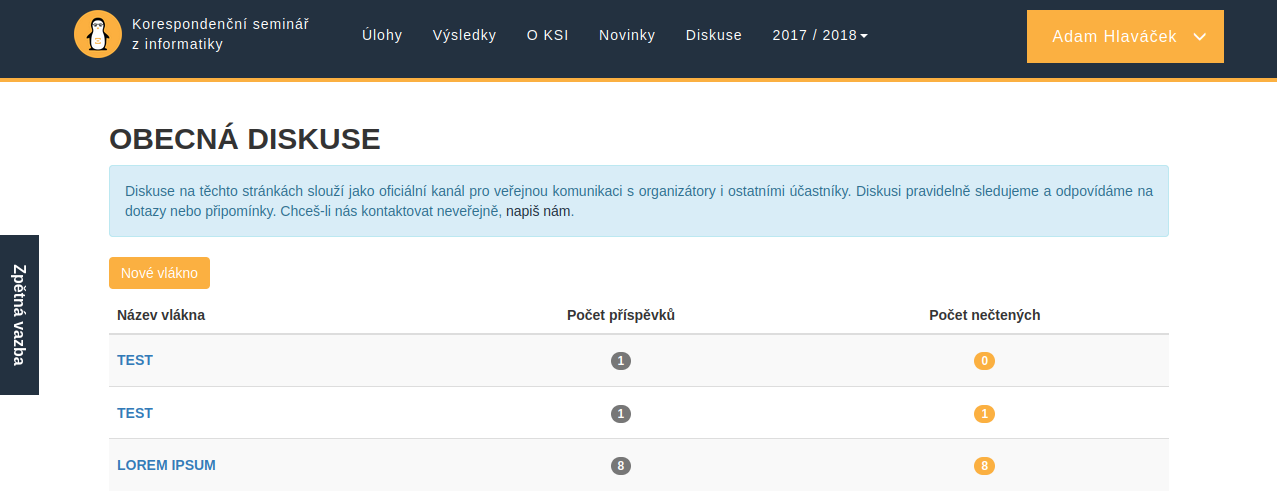 Korespondenční seminář
z informatiky
Úlohy
Výsledky
O KSI
Novinky
Diskuse
2017 / 2018
Adam Hlaváček
OBECNÁ DISKUSE
Diskuse na těchto stránkách slouží jako oficiální kanál pro veřejnou komunikaci s organizátory i ostatními účastníky. Diskusi pravidelně sledujeme a odpovídáme na
dotazy nebo připomínky. Chceš-li nás kontaktovat neveřejně, napiš nám.
Zpětná vazba
Nové vlákno
Název vlákna Počet příspěvků Počet nečtených
TEST 1 0
TEST 1 1
LOREM IPSUM 8 8